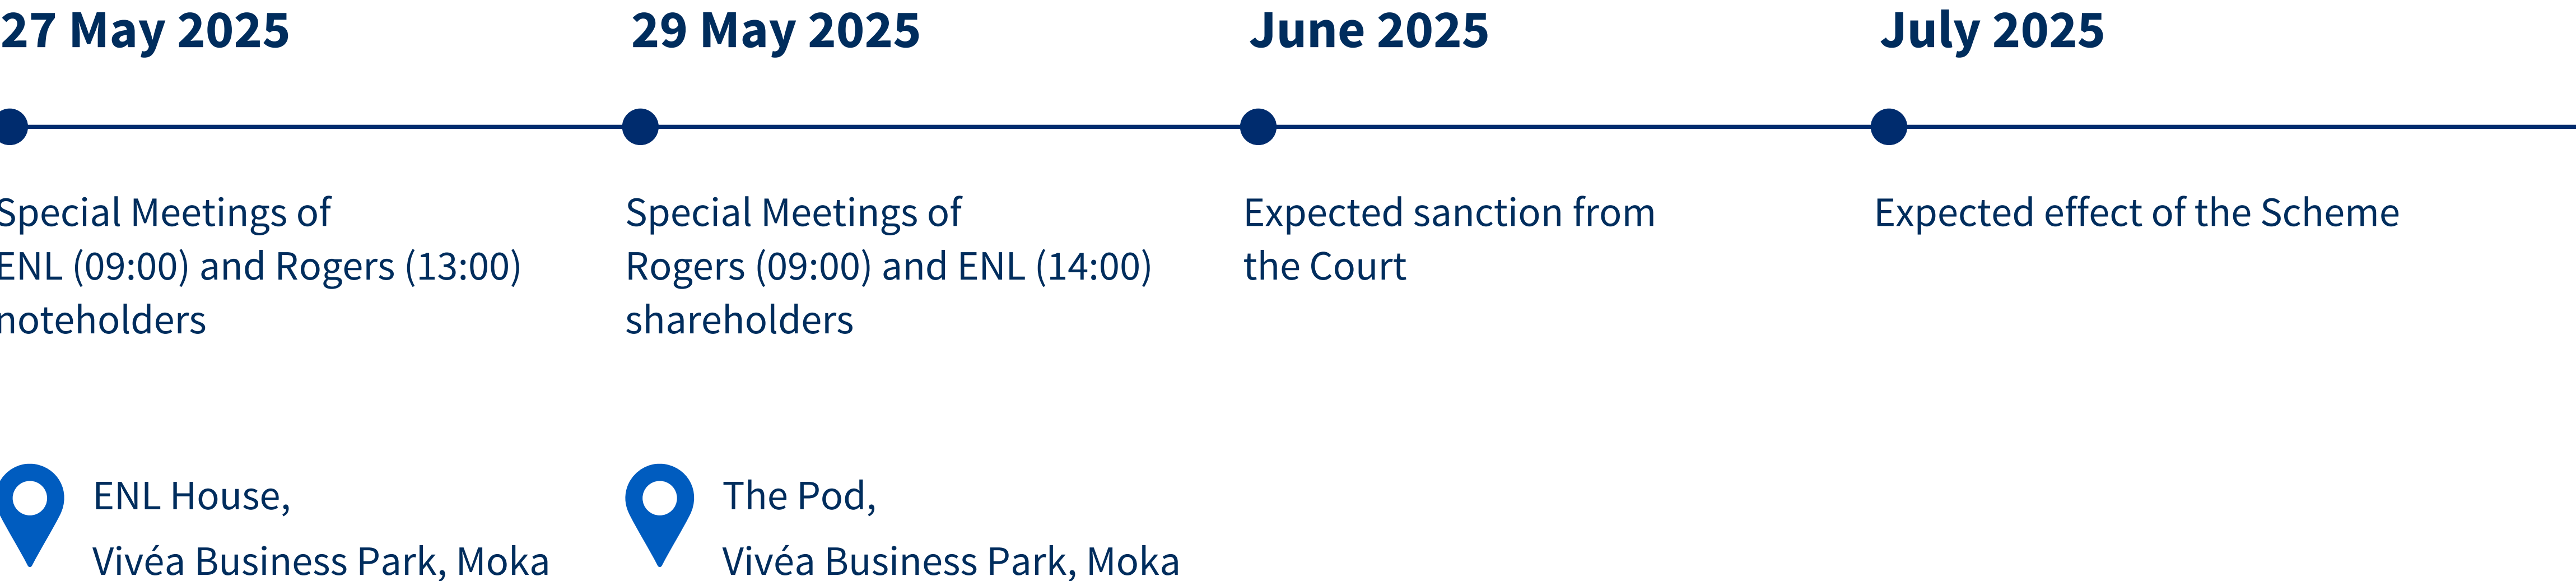 27 May 2025
Special Meetings of
ENL (09:00) and Rogers (13:00)
noteholders
ENL House,
Vivéa Business Park, Moka
29 May 2025
Special Meetings of
Rogers (09:00) and ENL (14:00)
shareholders
The Pod,
Vivéa Business Park, Moka
June 2025
Expected sanction from
the Court
July 2025
Expected effect of the Scheme